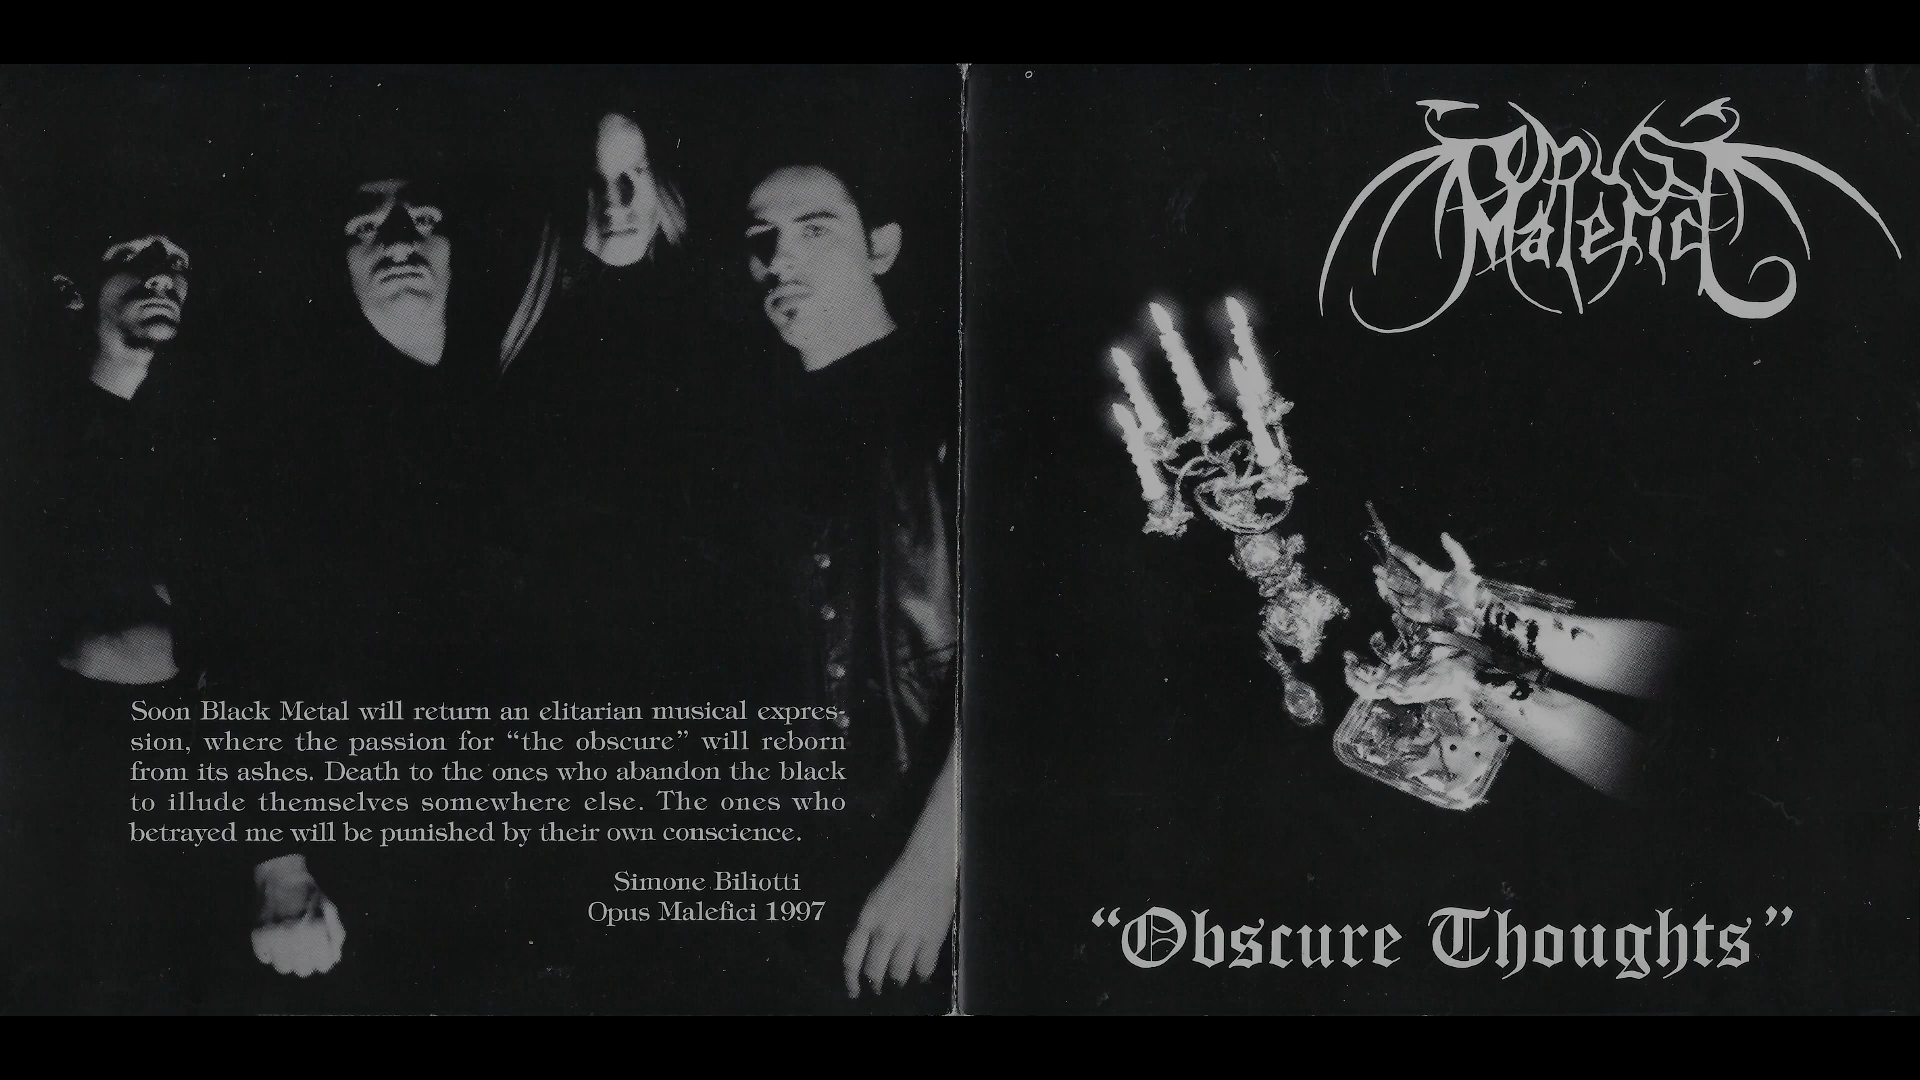 Soon Black Metal will return an elitarian musical expres-
sion, where the passion for “the obscure” will reborn
from its ashes. Death to the ones who abandon the black
to illude themselves somewhere else. The ones who
betrayed me will be punished by their own conscience.
Simone Biliotti
Opus Malefici 1997
Opus
Malefici
“Obscure Thoughts”